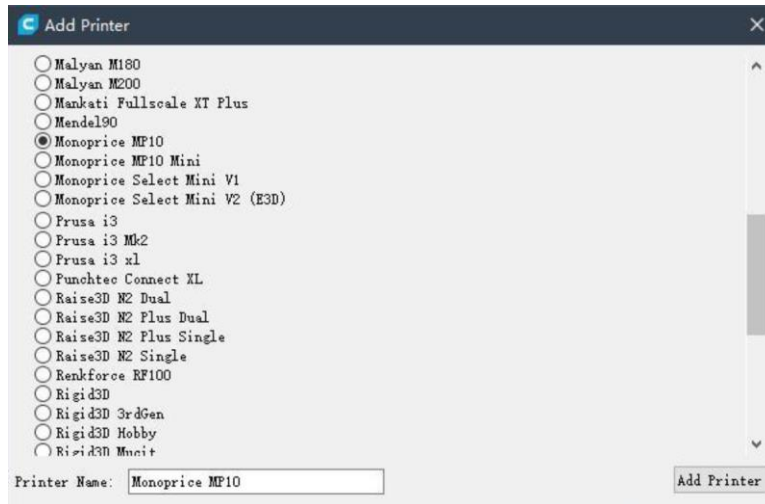 Add Printer
Malyan M180
Malyan M200
Mankati Fullscale XT Plus
Mendel90
Monoprice MP10
Monoprice MP10 Mini
Monoprice Select Mini V1
Monoprice Select Mini V2 (E3D)
Prusa i3
Prusa i3 Mk2
Prusa i3 xl
Punchtec Connect XL
Raise3D N2 Dual
Raise3D N2 Plus Dual
Raise3D N2 Plus Single
Raise3D N2 Single
Renkforce RF100
Rigid3D
Rigid3D 3rdGen
Rigid3D Hobby
Rigid3D Mucit
Printer Name: Monoprice MP10 Add Printer